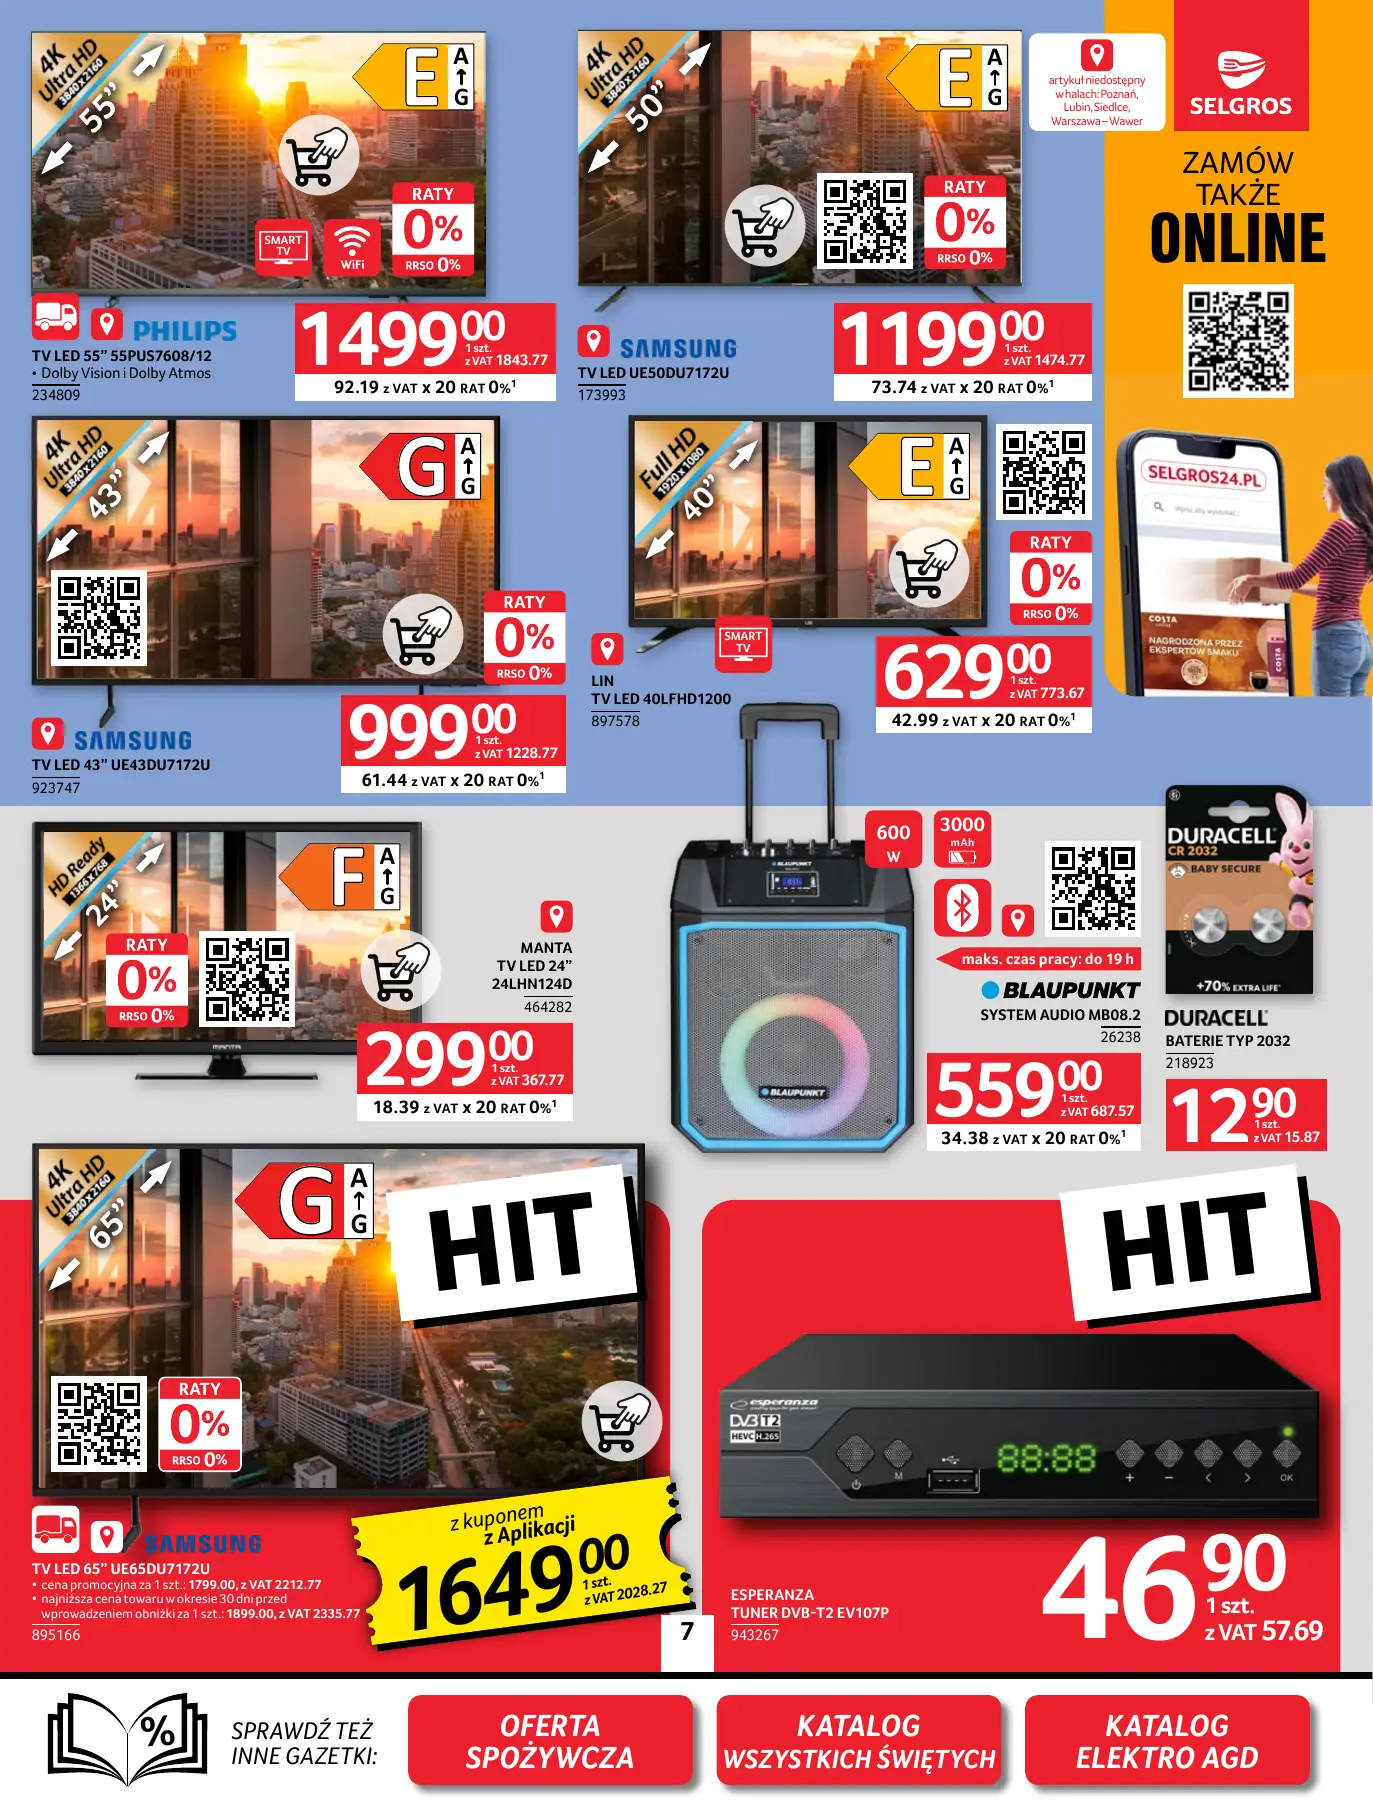 4K
Ultra HD
3840x2160
55”
E
A
G
SMART
TV
WiFi
RATY
0%
RRSO 0%
PHILIPS
TV LED 55” 55PUS7608/12
• Dolby Vision i Dolby Atmos
234809
1499 00
1 szt.
z VAT 1843.77
92.19 z VAT x 20 RAT 0%¹
4K
Ultra HD
3840x2160
50”
E
A
G
RATY
0%
RRSO 0%
SAMSUNG
TV LED UE50DU7172U
173993
1199 00
1 szt.
z VAT 1474.77
73.74 z VAT x 20 RAT 0%¹
artykuł niedostępny
w halach: Poznań,
Lubin, Siedlce,
Warszawa – Wawer
SELGROS
ZAMÓW
TAKŻE
ONLINE
SELGROS24.PL
Wpisz aby wyszukać...
COSTA
NAGRODZONA PRZEZ
EKSPERTÓW SMAKU
COSTA
4K
Ultra HD
3840x2160
43”
G
A
G
RATY
0%
RRSO 0%
SAMSUNG
TV LED 43” UE43DU7172U
923747
999 00
1 szt.
z VAT 1228.77
61.44 z VAT x 20 RAT 0%¹
Full HD
1920x1080
40”
E
A
G
RATY
0%
RRSO 0%
SMART
TV
LIN
TV LED 40LFHD1200
897578
629 00
1 szt.
z VAT 773.67
42.99 z VAT x 20 RAT 0%¹
HD Ready
1366x768
24”
F
A
G
RATY
0%
RRSO 0%
MANTA
MANTA
TV LED 24”
24LHN124D
464282
299 00
1 szt.
z VAT 367.77
18.39 z VAT x 20 RAT 0%¹
BLAUPUNKT
BLAUPUNKT
600
W
3000
mAh
maks. czas pracy: do 19 h
BLAUPUNKT
SYSTEM AUDIO MB08.2
26238
559 00
1 szt.
z VAT 687.57
34.38 z VAT x 20 RAT 0%¹
DURACELL
CR 2032
BABY SECURE
+70% EXTRA LIFE
DURACELL
BATERIE TYP 2032
218923
12 90
1 szt.
z VAT 15.87
4K
Ultra HD
3840x2160
65”
G
A
G
HIT
RATY
0%
RRSO 0%
SAMSUNG
TV LED 65” UE65DU7172U
• cena promocyjna za 1 szt.: 1799.00, z VAT 2212.77
• najniższa cena towaru w okresie 30 dni przed
wprowadzeniem obniżki za 1 szt.: 1899.00, z VAT 2335.77
895166
z kuponem
z Aplikacji
1649 00
1 szt.
z VAT 2028.27
HIT
esperanza
DVB T2
HEVC H.265
M
88:88
+
−
<
>
OK
ESPERANZA
TUNER DVB-T2 EV107P
943267
46 90
1 szt.
z VAT 57.69
7
%
SPRAWDŹ TEŻ
INNE GAZETKI:
OFERTA
SPOŻYWCZA
KATALOG
WSZYSTKICH ŚWIĘTYCH
KATALOG
ELEKTRO AGD